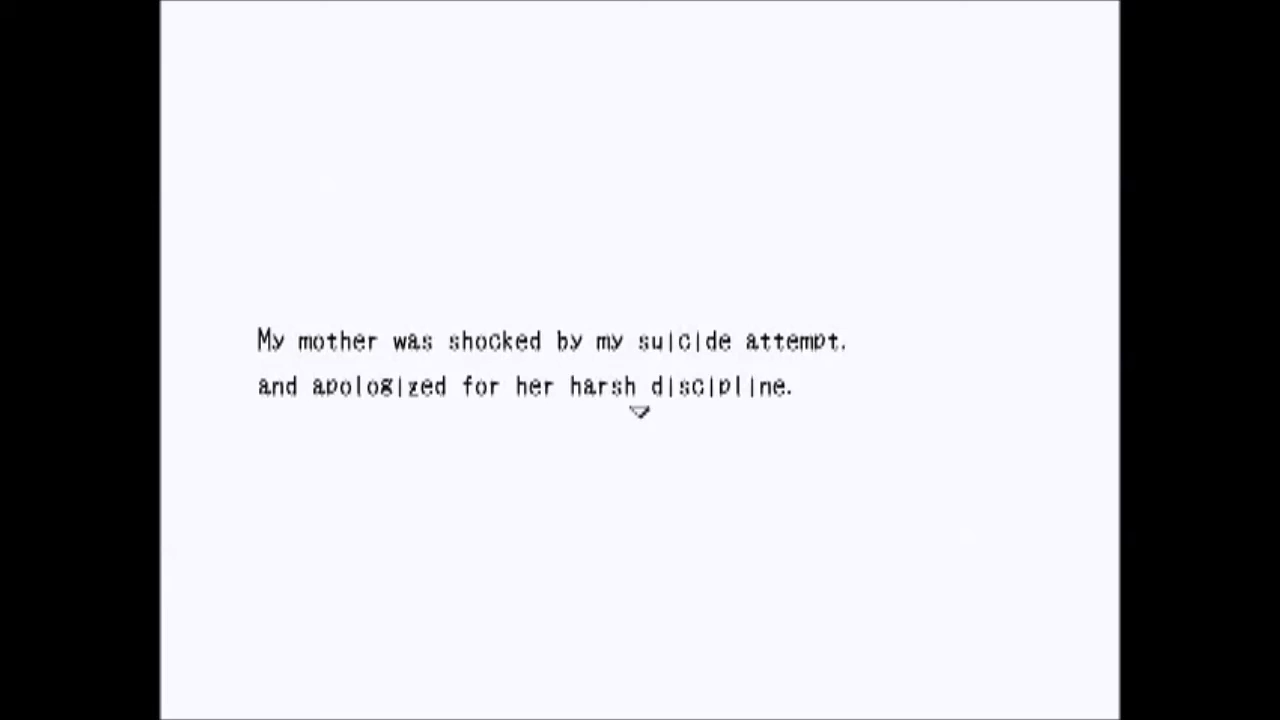 My mother was shocked by my suicide attempt.
and apologized for her harsh discipline.